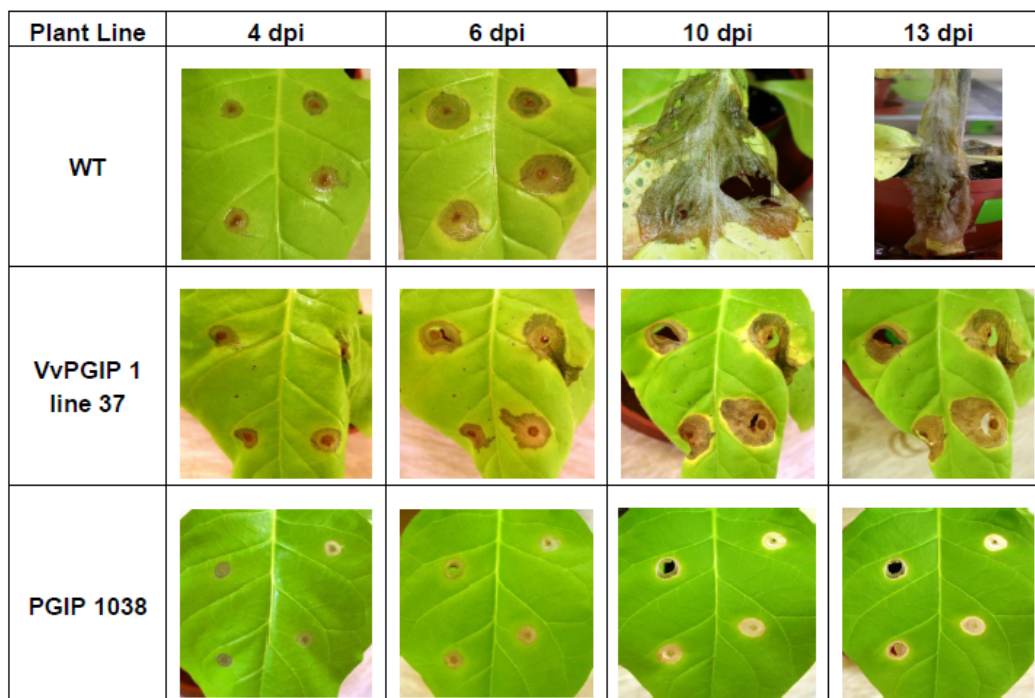 Plant Line 4 dpi 6 dpi 10 dpi 13 dpi
WT
VvPGIP 1
line 37
PGIP 1038